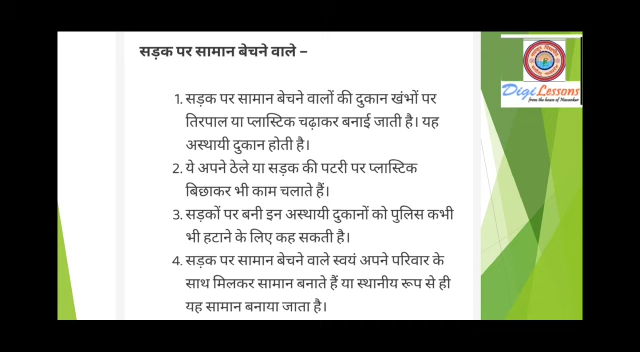 सड़क पर सामान बेचने वाले –
1. सड़क पर सामान बेचने वालों की दुकान खंभों पर
तिरपाल या प्लास्टिक चढ़ाकर बनाई जाती है। यह
अस्थायी दुकान होती है।
2. ये अपने ठेले या सड़क की पटरी पर प्लास्टिक
बिछाकर भी काम चलाते हैं।
3. सड़कों पर बनी इन अस्थायी दुकानों को पुलिस कभी
भी हटाने के लिए कह सकती है।
4. सड़क पर सामान बेचने वाले स्वयं अपने परिवार के
साथ मिलकर सामान बनाते हैं या स्थानीय रूप से ही
यह सामान बनाया जाता है।
DigiLessons